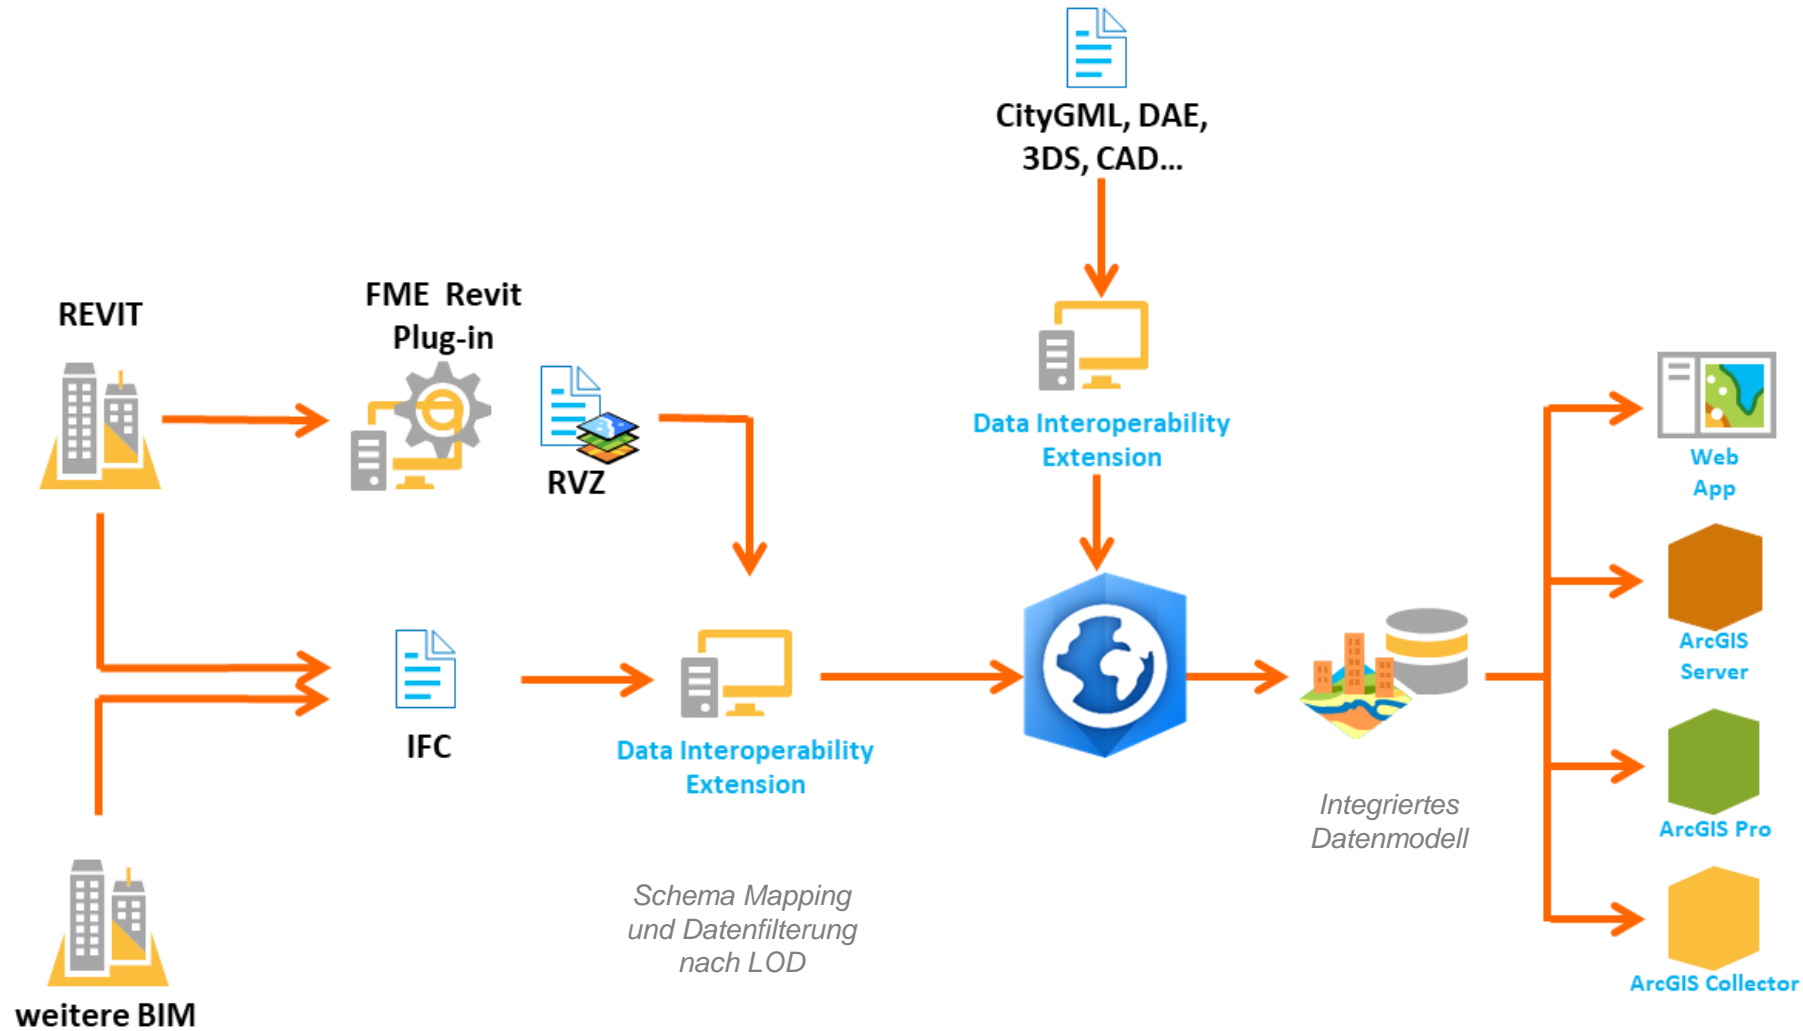 CityGML, DAE,
3DS, CAD...
REVIT
FME Revit
Plug-in
RVZ
Data Interoperability
Extension
Web
App
ArcGIS
Server
IFC
Data Interoperability
Extension
Integriertes
Datenmodell
ArcGIS Pro
Schema Mapping
und Datenfilterung
nach LOD
ArcGIS Collector
weitere BIM